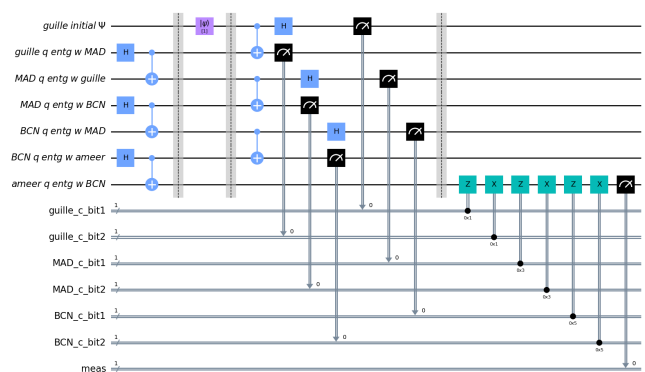 guille initial Ψ |ψ⟩ H
[1]
guille q entg w MAD H
MAD q entg w guille H
MAD q entg w BCN H
BCN q entg w MAD H
BCN q entg w ameer H
ameer q entg w BCN Z X Z X Z X
guille_c_bit1 1 0
0x1
guille_c_bit2 1 0
0x1
MAD_c_bit1 1 0
MAD_c_bit2 1 0
0x3
BCN_c_bit1 1 0
0x5
BCN_c_bit2 1 0
0x5
meas 1 0